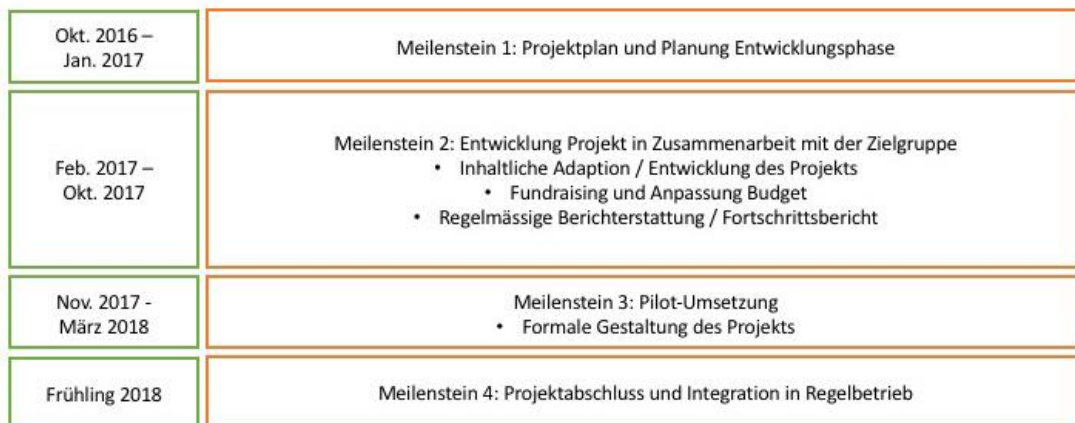 Okt. 2016 –
Jan. 2017
Meilenstein 1: Projektplan und Planung Entwicklungsphase
Feb. 2017 –
Okt. 2017
Meilenstein 2: Entwicklung Projekt in Zusammenarbeit mit der Zielgruppe
• Inhaltliche Adaption / Entwicklung des Projekts
• Fundraising und Anpassung Budget
• Regelmässige Berichterstattung / Fortschrittsbericht
Nov. 2017 -
März 2018
Meilenstein 3: Pilot-Umsetzung
• Formale Gestaltung des Projekts
Frühling 2018
Meilenstein 4: Projektabschluss und Integration in Regelbetrieb